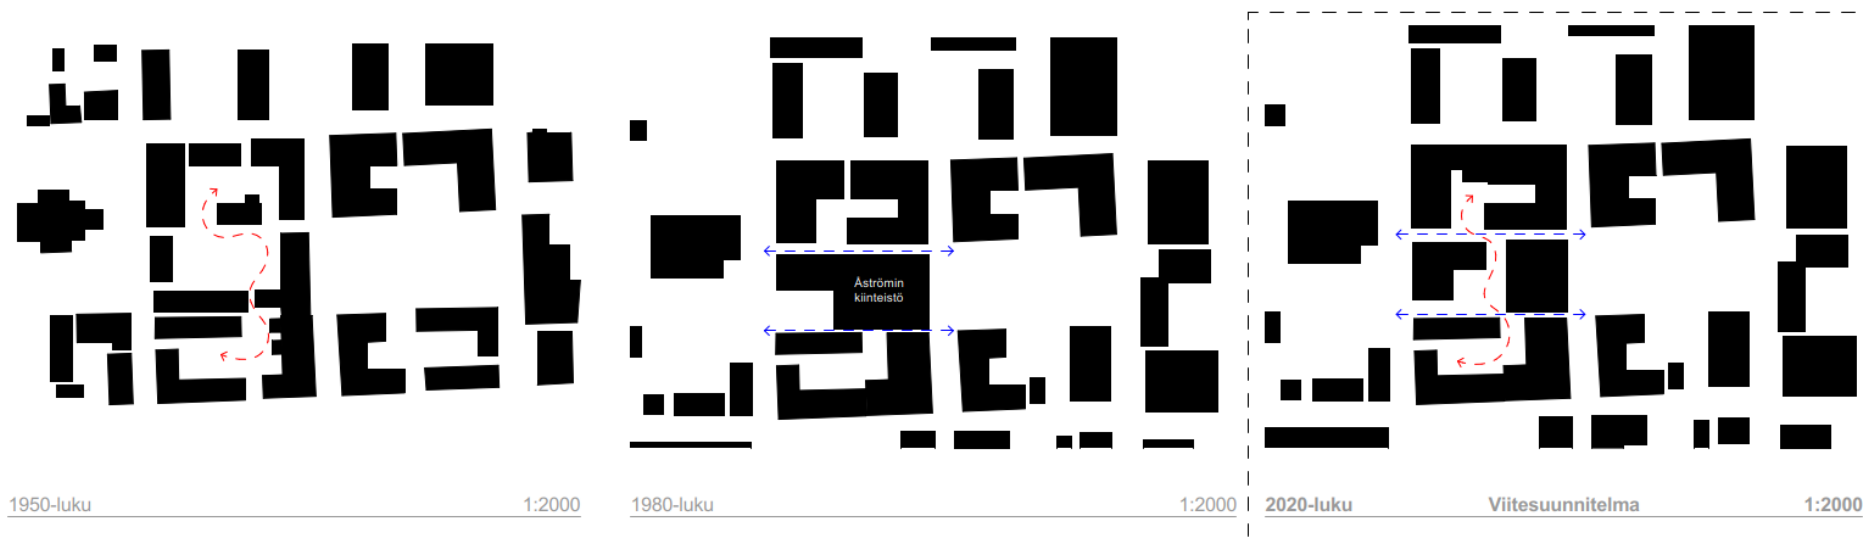 Åströmin
kiinteistö
1950-luku 1:2000
1980-luku 1:2000
2020-luku Viitesuunnitelma 1:2000